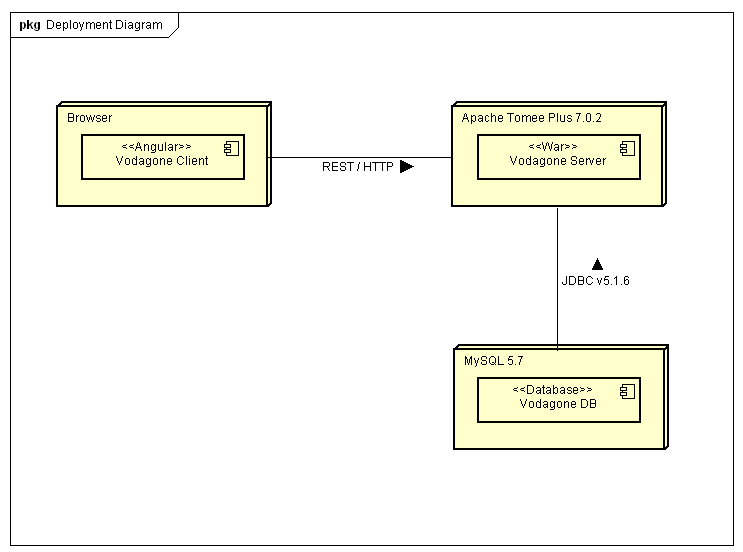 pkg Deployment Diagram
Browser
<<Angular>>
Vodagone Client
REST / HTTP
Apache Tomee Plus 7.0.2
<<War>>
Vodagone Server
JDBC v5.1.6
MySQL 5.7
<<Database>>
Vodagone DB